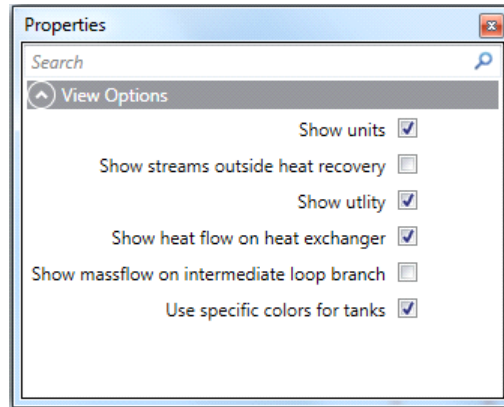 Properties
Search
View Options
Show units
Show streams outside heat recovery
Show utlity
Show heat flow on heat exchanger
Show massflow on intermediate loop branch
Use specific colors for tanks